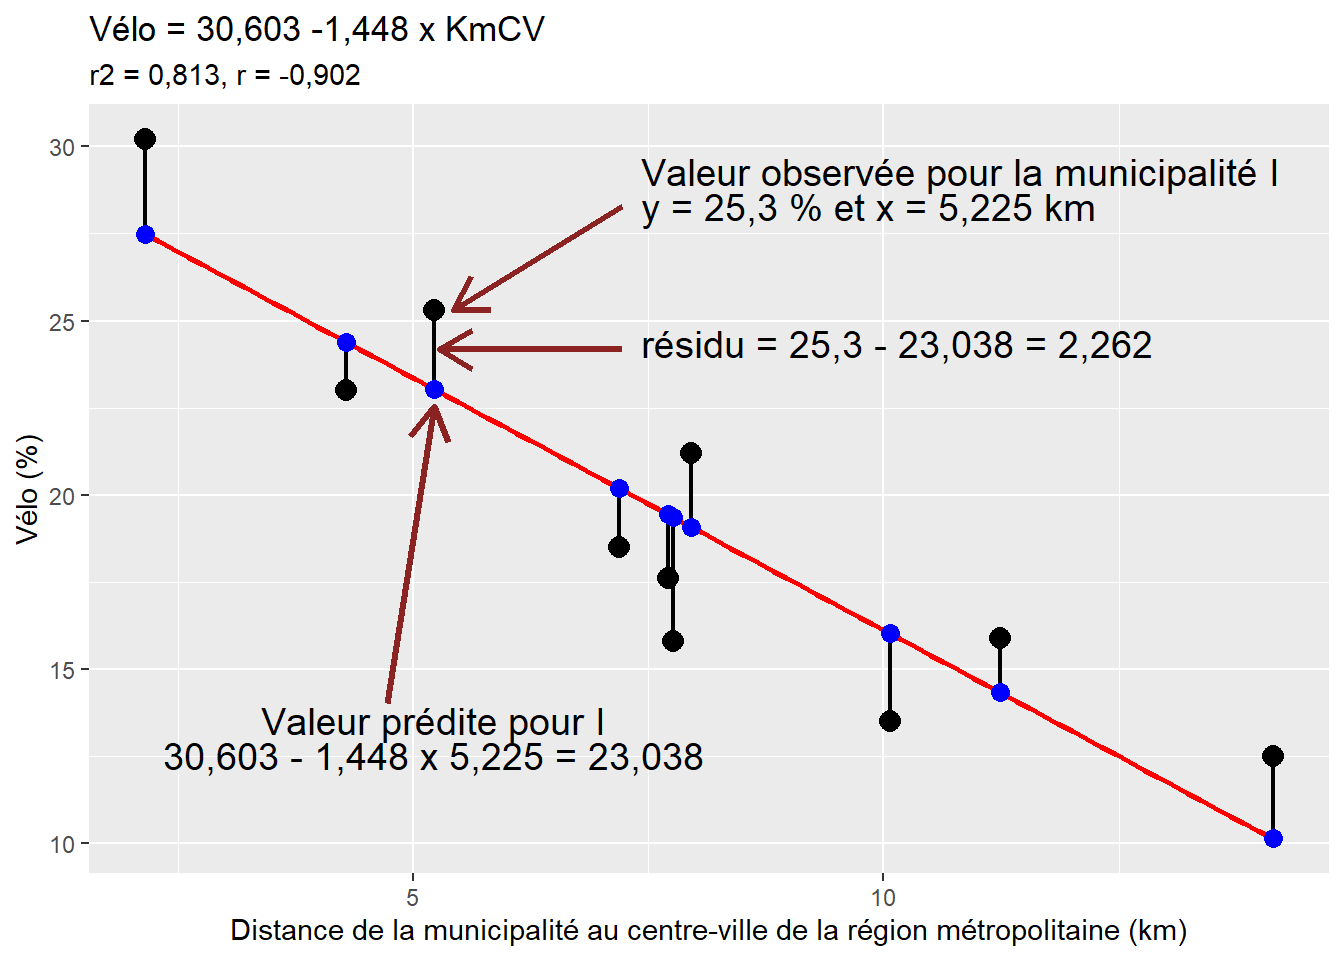 Vélo = 30,603 -1,448 x KmCV
r2 = 0,813, r = -0,902
30
25
20
15
10
Vélo (%)
Valeur observée pour la municipalité I
y = 25,3 % et x = 5,225 km
résidu = 25,3 - 23,038 = 2,262
Valeur prédite pour I
30,603 - 1,448 x 5,225 = 23,038
5
10
Distance de la municipalité au centre-ville de la région métropolitaine (km)